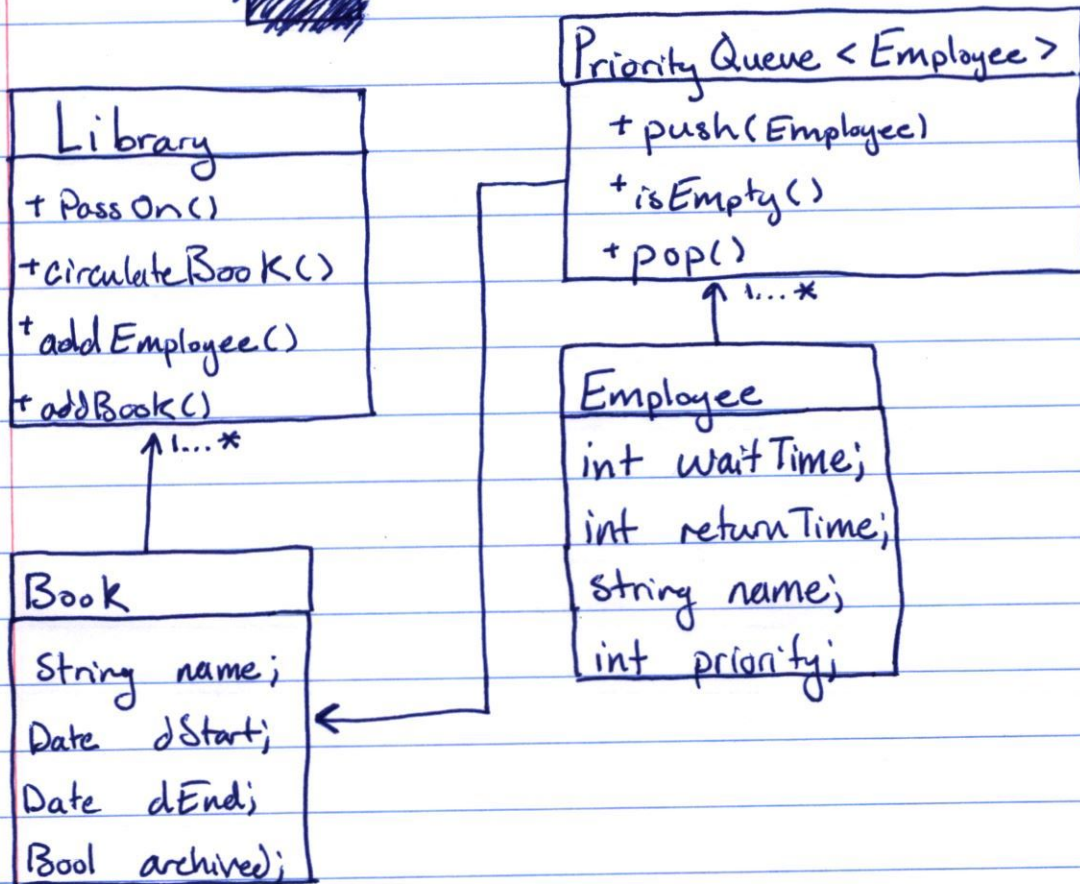 Library
+ PassOn()
+ circulateBook()
+ addEmployee()
+ addBook()
1...*
Book
String name;
Date dStart;
Date dEnd;
Bool archived;
Priority Queue <Employee>
+ push(Employee)
+ isEmpty()
+ pop()
1...*
Employee
int waitTime;
int returnTime;
string name;
int priority;